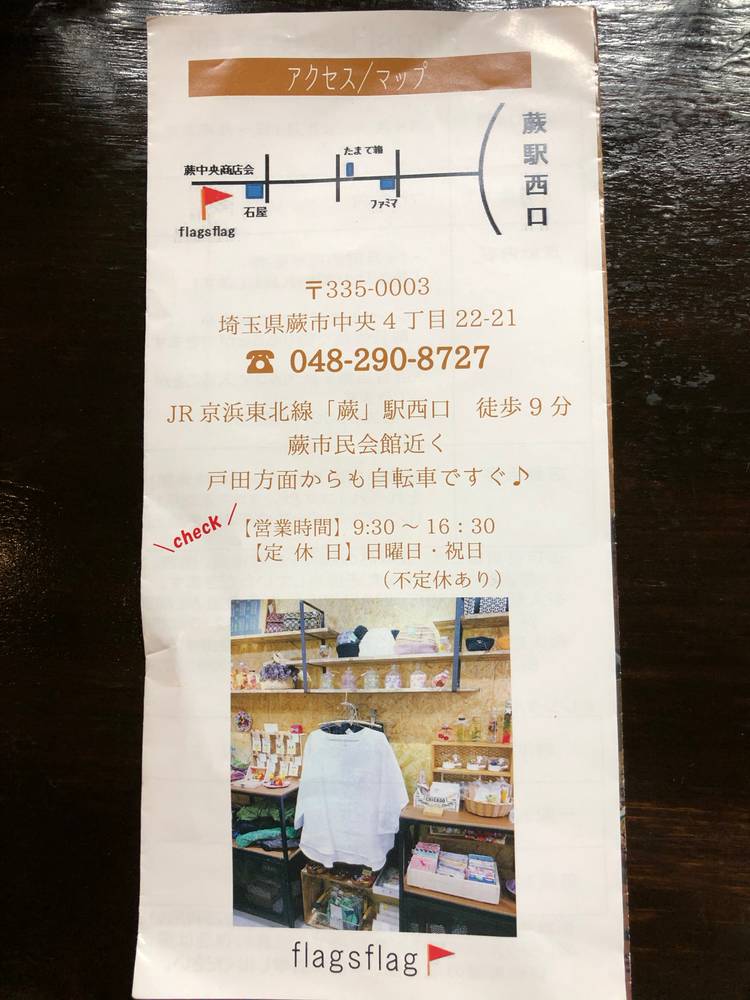 アクセス/マップ
蕨駅西口
たまて箱
蕨中央商店会
ファミマ
石屋
flagsflag
〒335-0003
埼玉県蕨市中央4丁目22-21
☎ 048-290-8727
JR京浜東北線「蕨」駅西口 徒歩9分
蕨市民会館近く
戸田方面からも自転車ですぐ♪
\check/
【営業時間】9:30～16：30
【定 休 日】日曜日・祝日
（不定休あり）
flagsflag